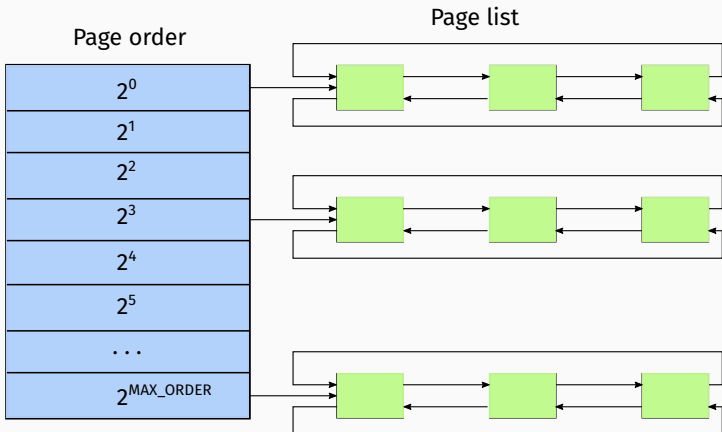 Page list
Page order
2⁰
2¹
2²
2³
2⁴
2⁵
...
2^MAX_ORDER